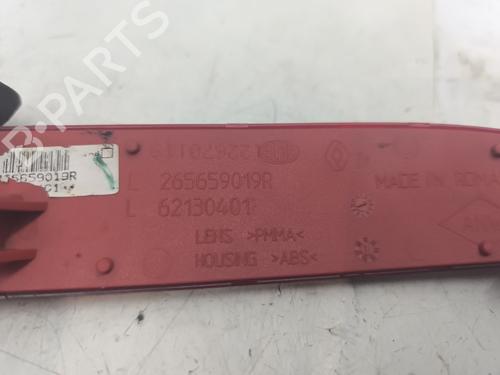 B-PARTS
265659019R
L 265659019R
L 62130401
LENS >PMMA<
HOUSING >ABS<
MADE IN